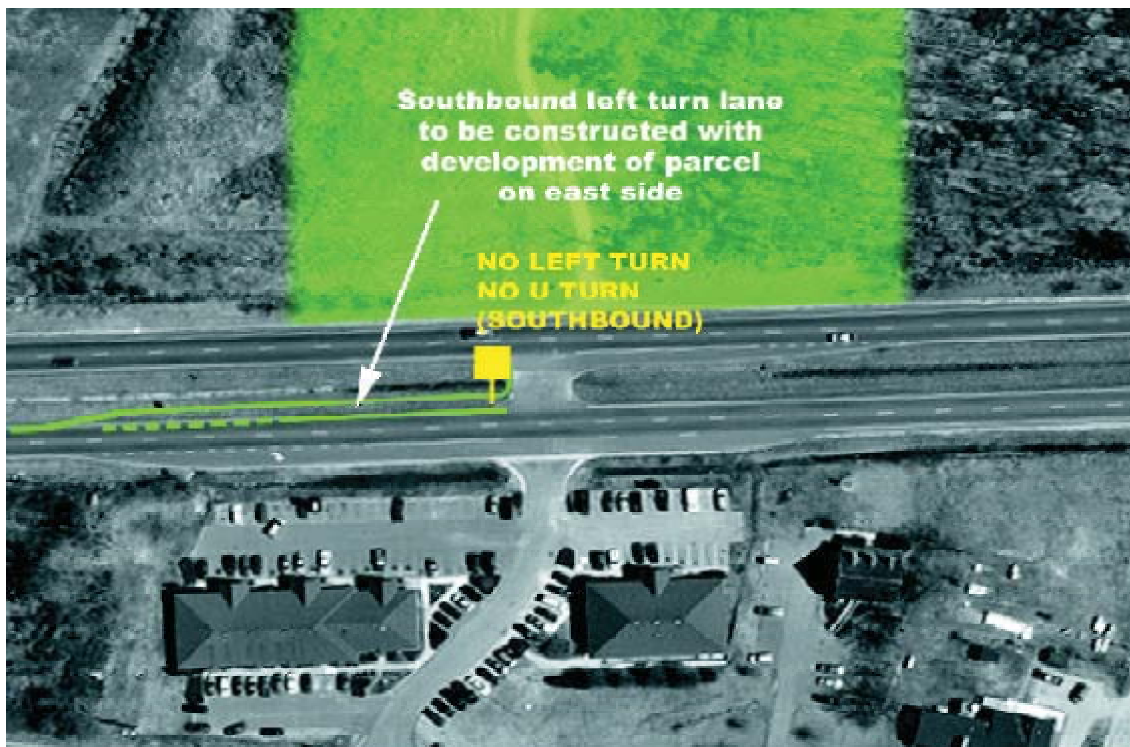 Southbound left turn lane
to be constructed with
development of parcel
on east side
NO LEFT TURN
NO U TURN
(SOUTHBOUND)